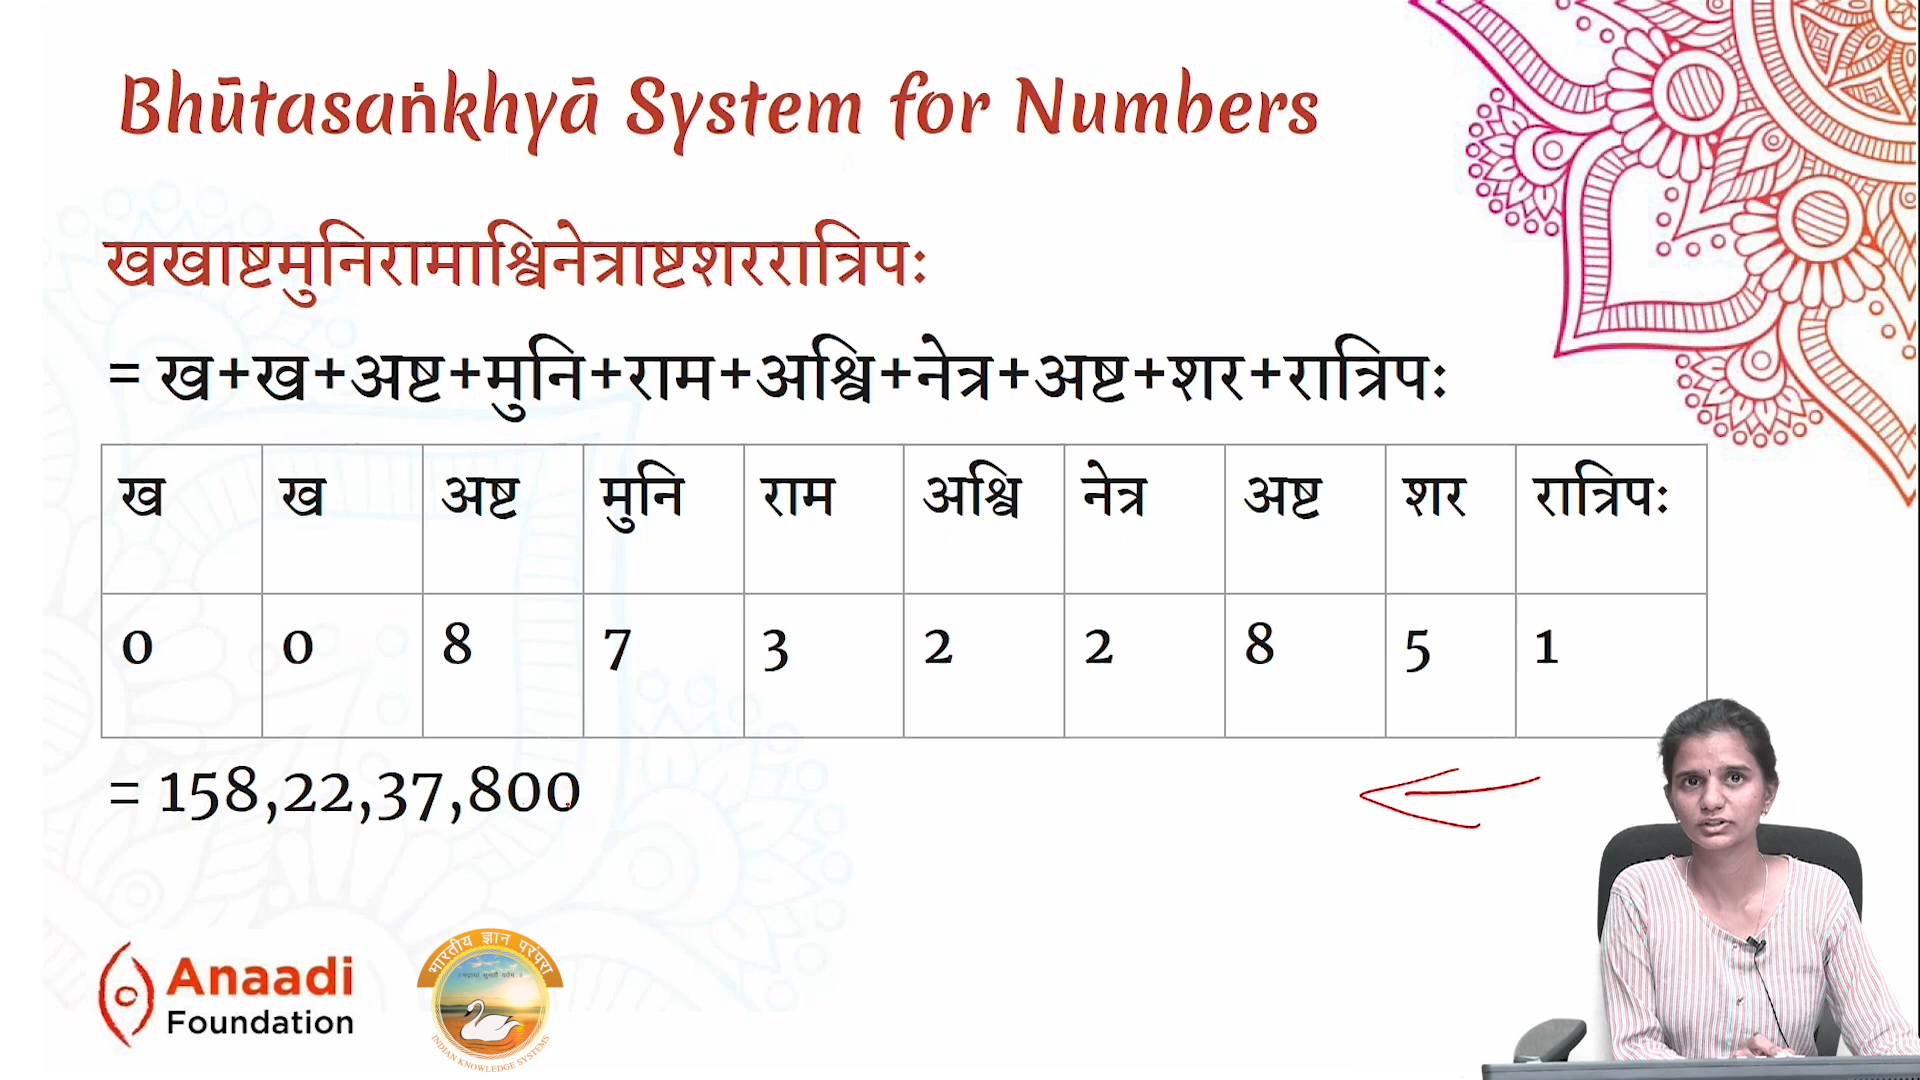 Bhūtasaṅkhyā System for Numbers
खखाष्टमुनिरामाश्विनेत्राष्टशररात्रिपः
= ख+ख+अष्ट+मुनि+राम+अश्वि+नेत्र+अष्ट+शर+रात्रिपः
ख ख अष्ट मुनि राम अश्वि नेत्र अष्ट शर रात्रिपः
0 0 8 7 3 2 2 8 5 1
= 158,22,37,800
Anaadi
Foundation
भारतीय ज्ञान परंपरा
INDIAN KNOWLEDGE SYSTEMS